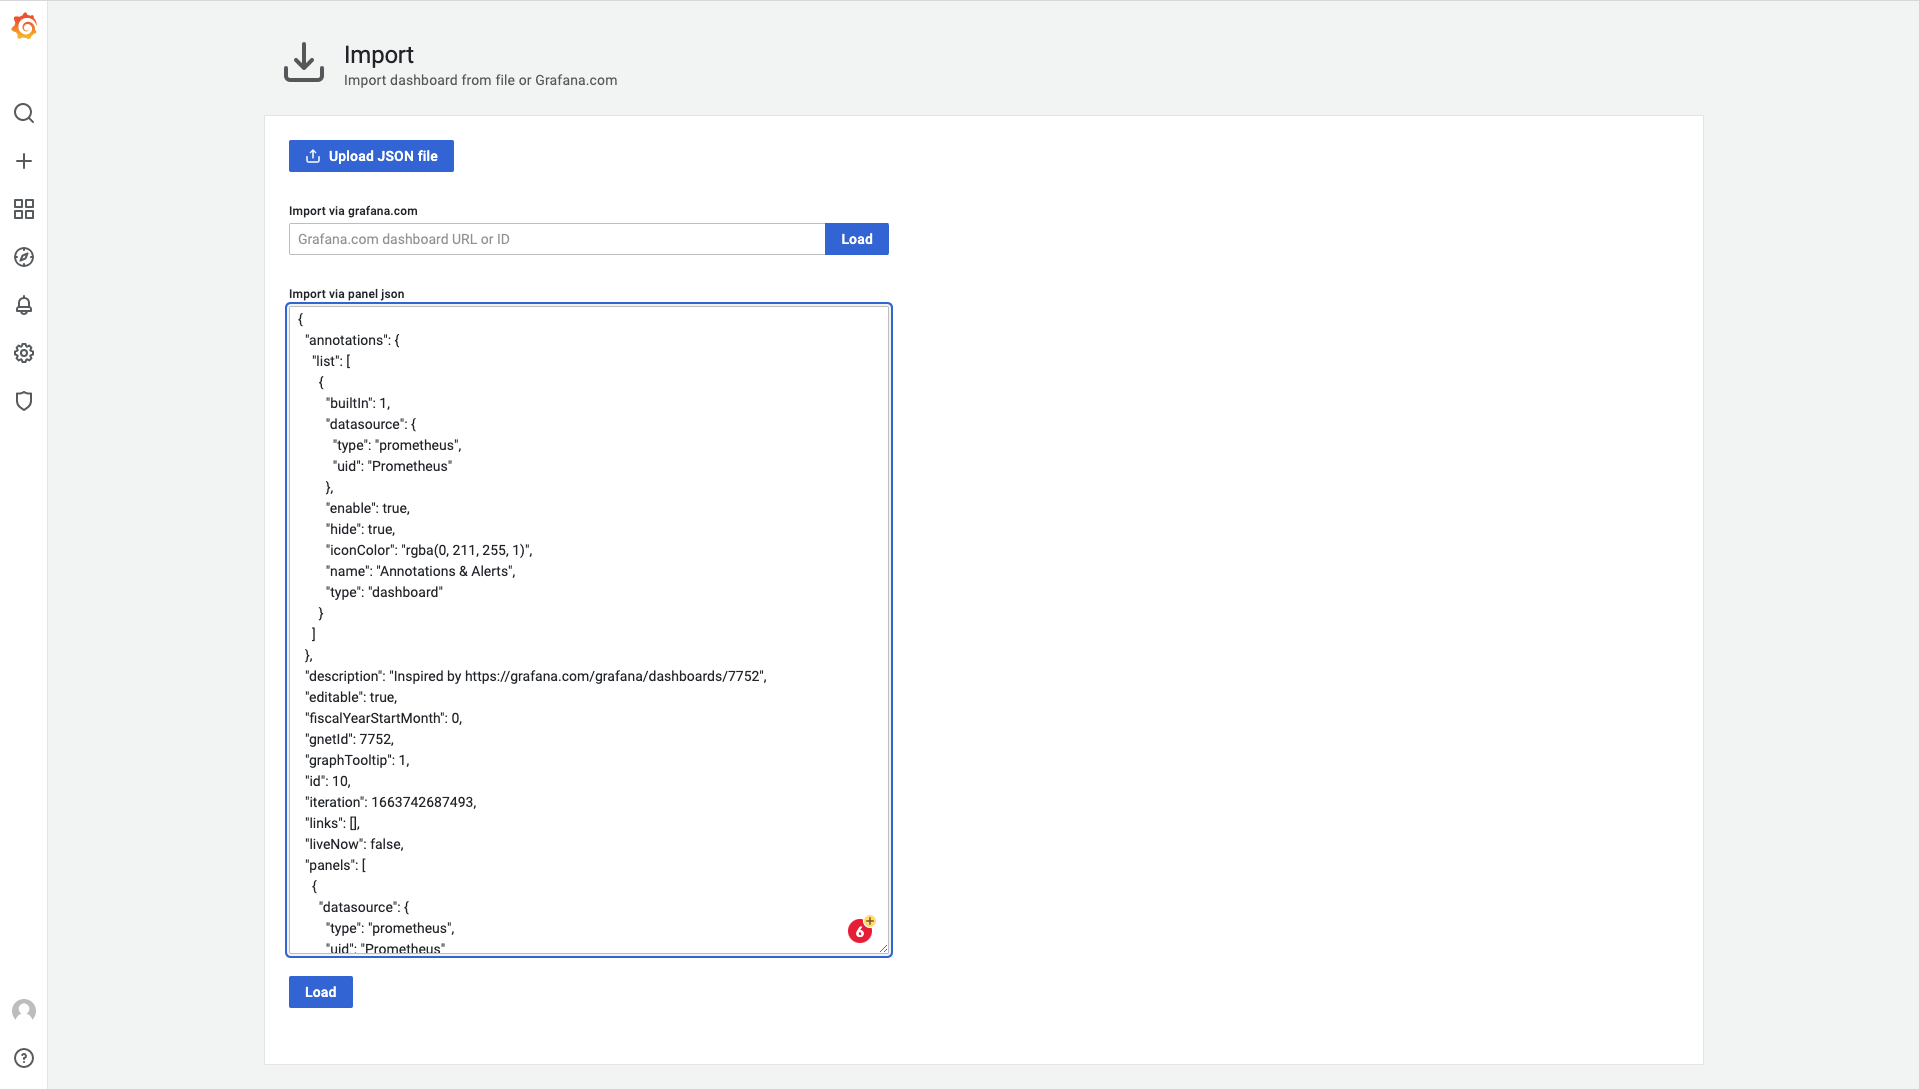 Import
Import dashboard from file or Grafana.com
Upload JSON file
Import via grafana.com
Grafana.com dashboard URL or ID
Load
Import via panel json
{
"annotations": {
"list": [
{
"builtIn": 1,
"datasource": {
"type": "prometheus",
"uid": "Prometheus"
},
"enable": true,
"hide": true,
"iconColor": "rgba(0, 211, 255, 1)",
"name": "Annotations & Alerts",
"type": "dashboard"
}
]
},
"description": "Inspired by https://grafana.com/grafana/dashboards/7752",
"editable": true,
"fiscalYearStartMonth": 0,
"gnetId": 7752,
"graphTooltip": 1,
"id": 10,
"iteration": 1663742687493,
"links": [],
"liveNow": false,
"panels": [
{
"datasource": {
"type": "prometheus",
"uid": "Prometheus"
6
+
Load